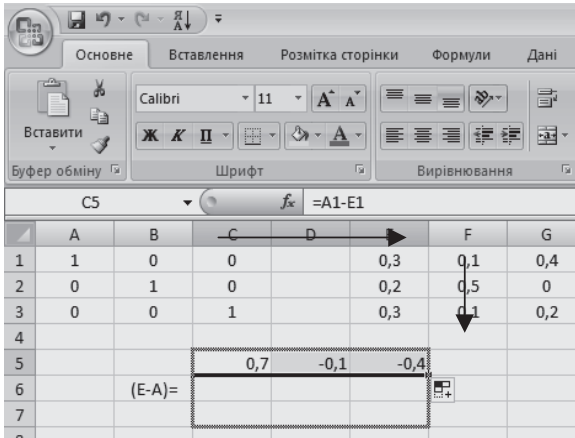 Основне Вставлення Розмітка сторінки Формули Дані
Calibri 11 A A
Вставити Ж К П A
Буфер обміну Шрифт Вирівнювання
C5 fx =A1-E1
A B C D F G
1 1 0 0 0,3 0,1 0,4
2 0 1 0 0,2 0,5 0
3 0 0 1 0,3 0,1 0,2
4
5 0,7 -0,1 -0,4
6 (E-A)=
7